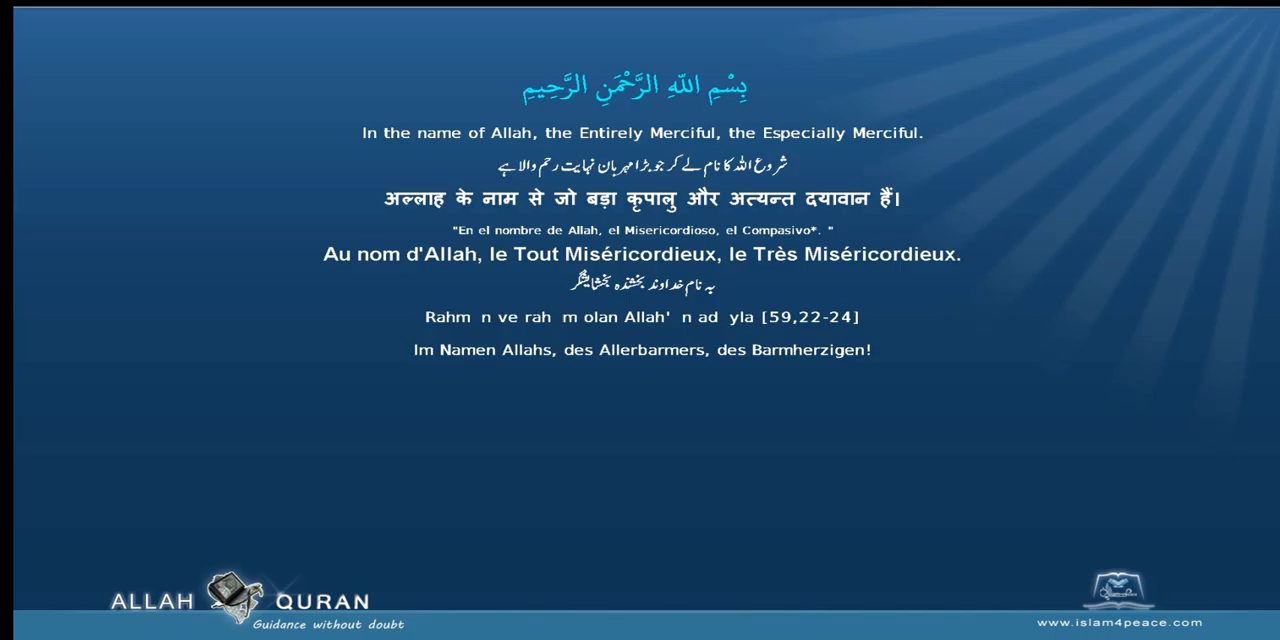 بِسْمِ اللّهِ الرَّحْمَنِ الرَّحِيمِ
In the name of Allah, the Entirely Merciful, the Especially Merciful.
شروع الله کا نام لے کر جو بڑا مہربان نہایت رحم والا ہے
अल्लाह के नाम से जो बड़ा कृपालु और अत्यन्त दयावान हैं।
"En el nombre de Allah, el Misericordioso, el Compasivo*. "
Au nom d'Allah, le Tout Miséricordieux, le Très Miséricordieux.
به نام خداوند بخشنده بخشایشگر
Rahm n ve rah m olan Allah' n ad yla [59,22-24]
Im Namen Allahs, des Allerbarmers, des Barmherzigen!
ALLAH QURAN
Guidance without doubt
www.islam4peace.com